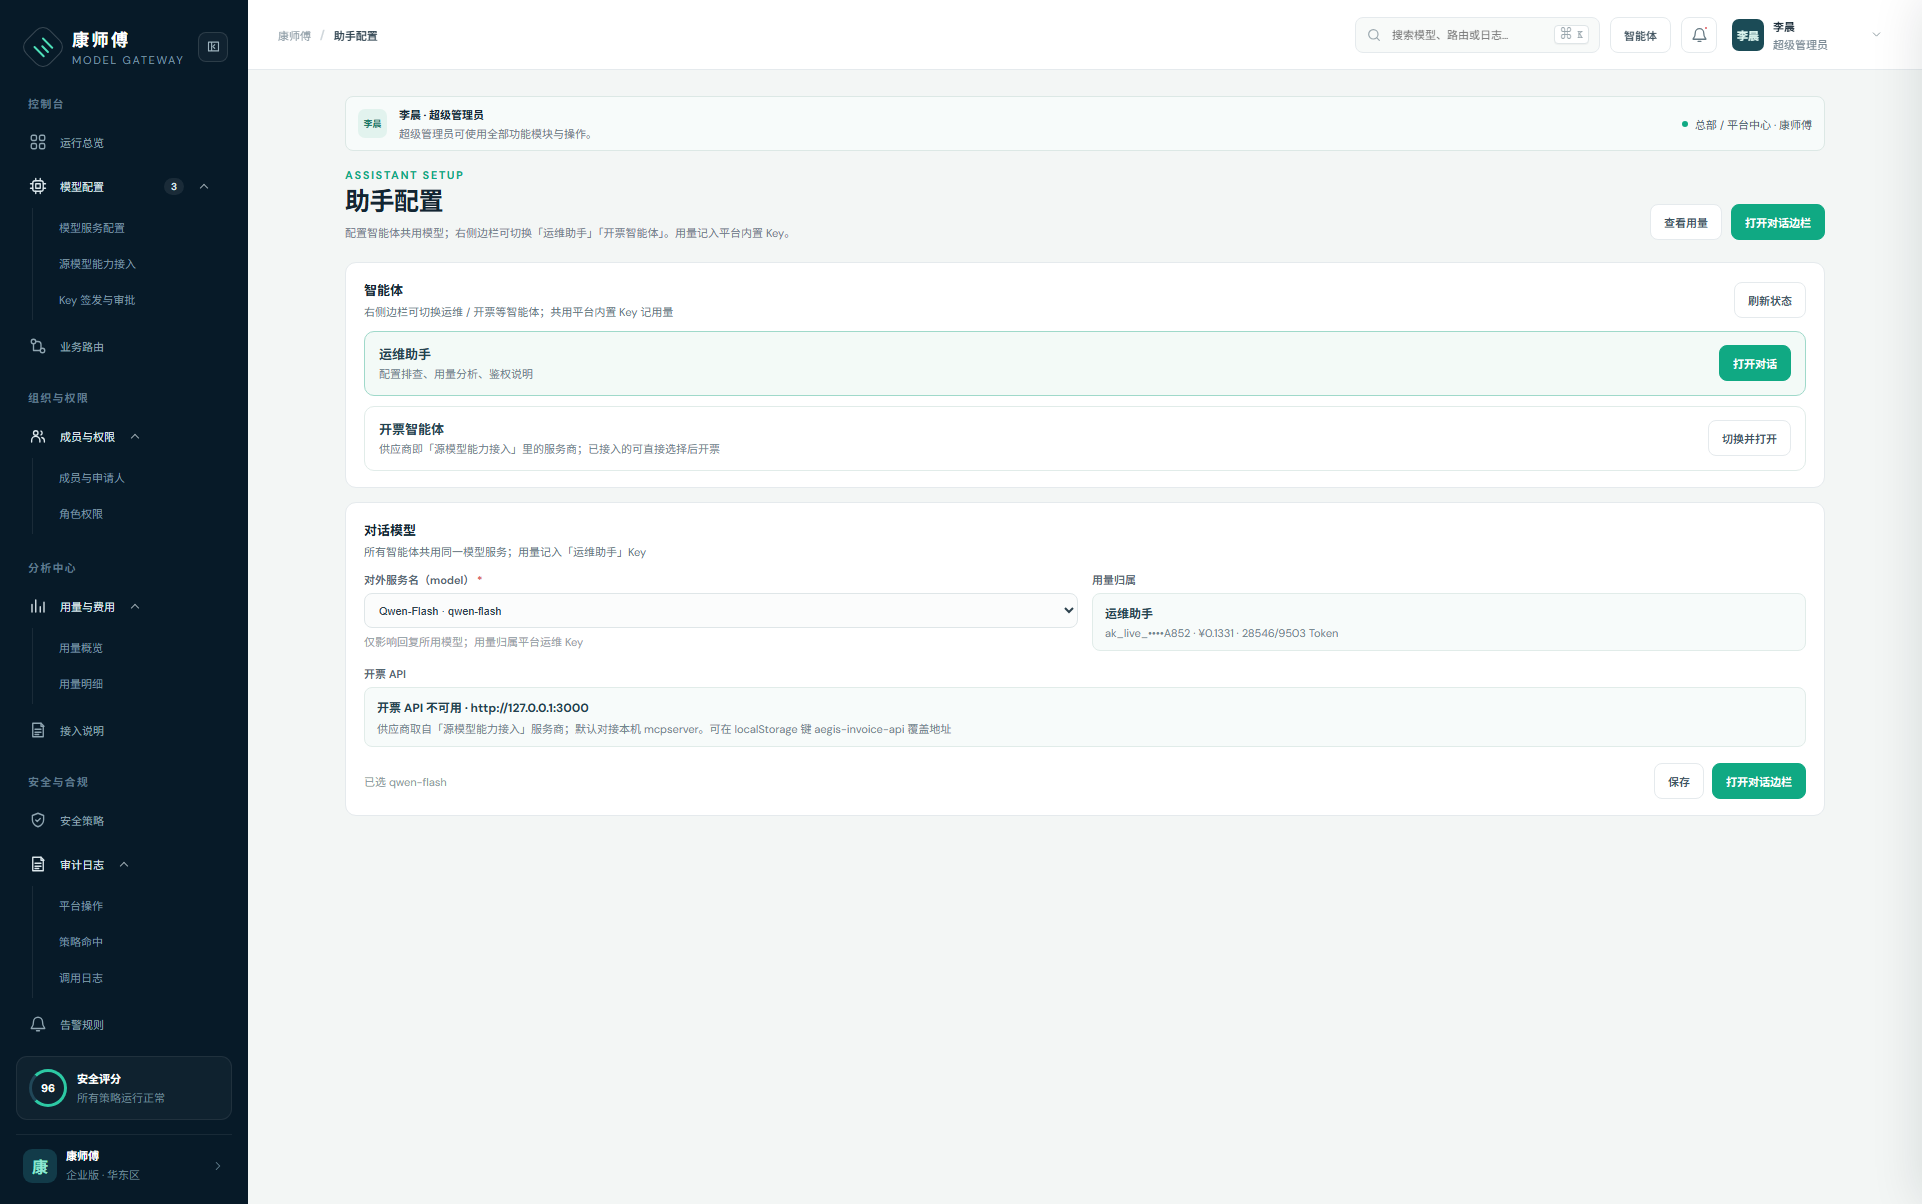 康师傅
MODEL GATEWAY
控制台
运行总览
模型配置 3
模型服务配置
源模型能力接入
Key 签发与审批
业务路由
组织与权限
成员与权限
成员与申请人
角色权限
分析中心
用量与费用
用量概览
用量明细
接入说明
安全与合规
安全策略
审计日志
平台操作
策略命中
调用日志
告警规则
96
安全评分
所有策略运行正常
康
康师傅
企业版 · 华东区
康师傅 / 助手配置
搜索模型、路由或日志... ⌘ K
智能体
李晨
李晨
超级管理员
李晨
李晨 · 超级管理员
超级管理员可使用全部功能模块与操作。
总部 / 平台中心 · 康师傅
ASSISTANT SETUP
助手配置
配置智能体共用模型；右侧边栏可切换「运维助手」「开票智能体」。用量记入平台内置 Key。
查看用量
打开对话边栏
智能体
右侧边栏可切换运维 / 开票等智能体；共用平台内置 Key 记用量
刷新状态
运维助手
配置排查、用量分析、鉴权说明
打开对话
开票智能体
供应商即「源模型能力接入」里的服务商；已接入的可直接选择后开票
切换并打开
对话模型
所有智能体共用同一模型服务；用量记入「运维助手」Key
对外服务名（model） *
Qwen-Flash · qwen-flash
仅影响回复所用模型；用量归属平台运维 Key
用量归属
运维助手
ak_live_••••A852 · ¥0.1331 · 28546/9503 Token
开票 API
开票 API 不可用 · http://127.0.0.1:3000
供应商取自「源模型能力接入」服务商；默认对接本机 mcpserver。可在 localStorage 键 aegis-invoice-api 覆盖地址
已选 qwen-flash
保存
打开对话边栏